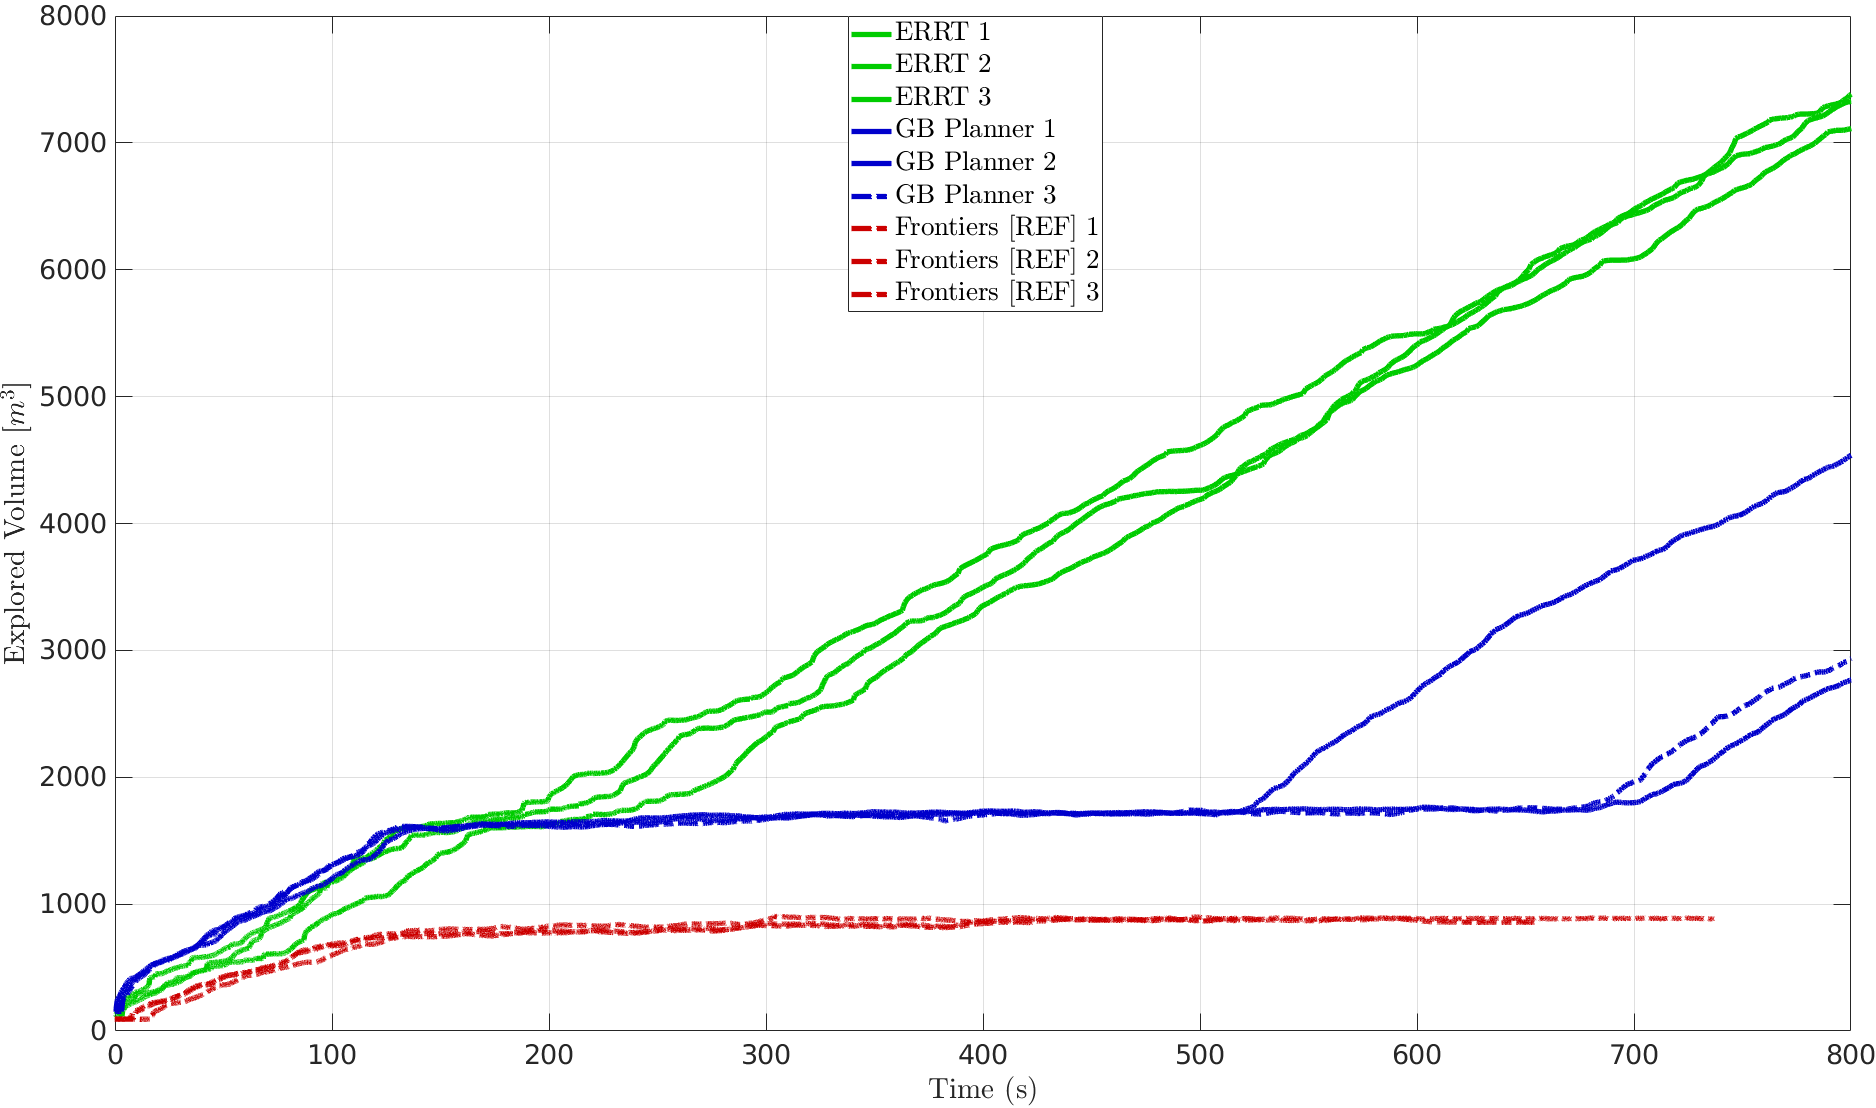 8000
7000
6000
5000
4000
3000
2000
1000
0
Explored Volume [m³]
ERRT 1
ERRT 2
ERRT 3
GB Planner 1
GB Planner 2
GB Planner 3
Frontiers [REF] 1
Frontiers [REF] 2
Frontiers [REF] 3
0 100 200 300 400 500 600 700 800
Time (s)